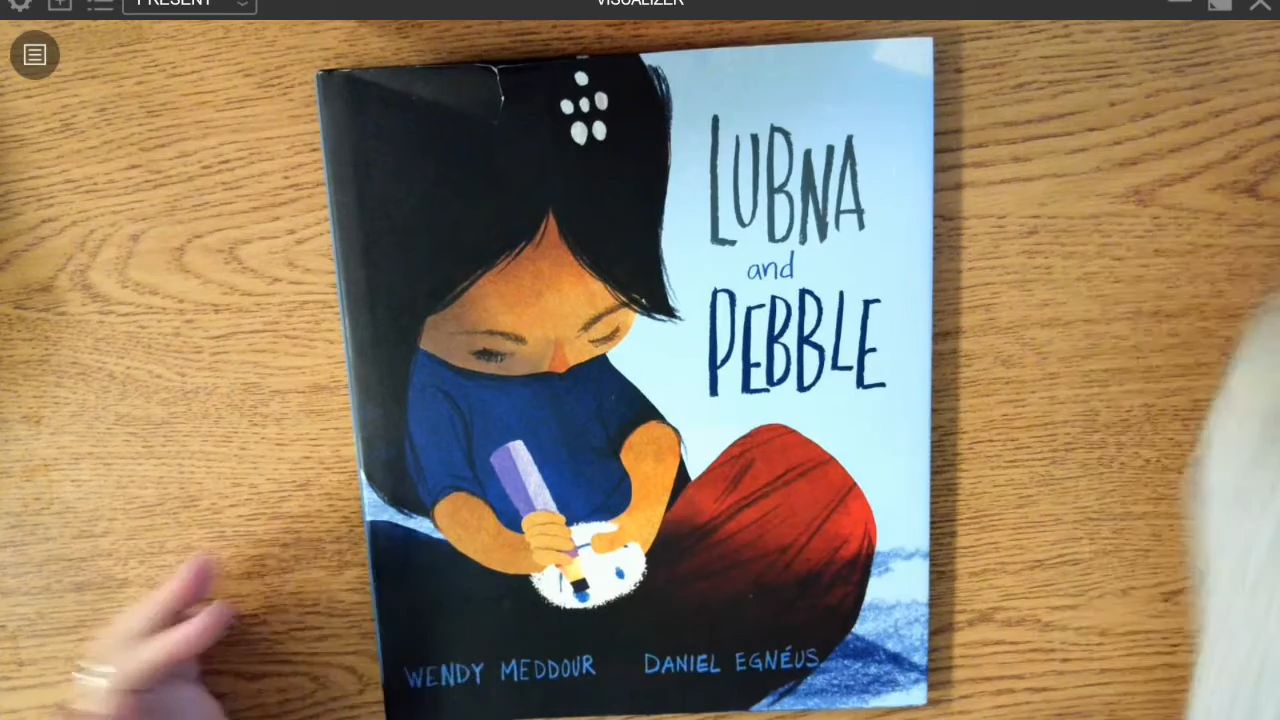 PRESENT
VISUALIZER
LUBNA
and
PEBBLE
WENDY MEDDOUR DANIEL EGNÉUS